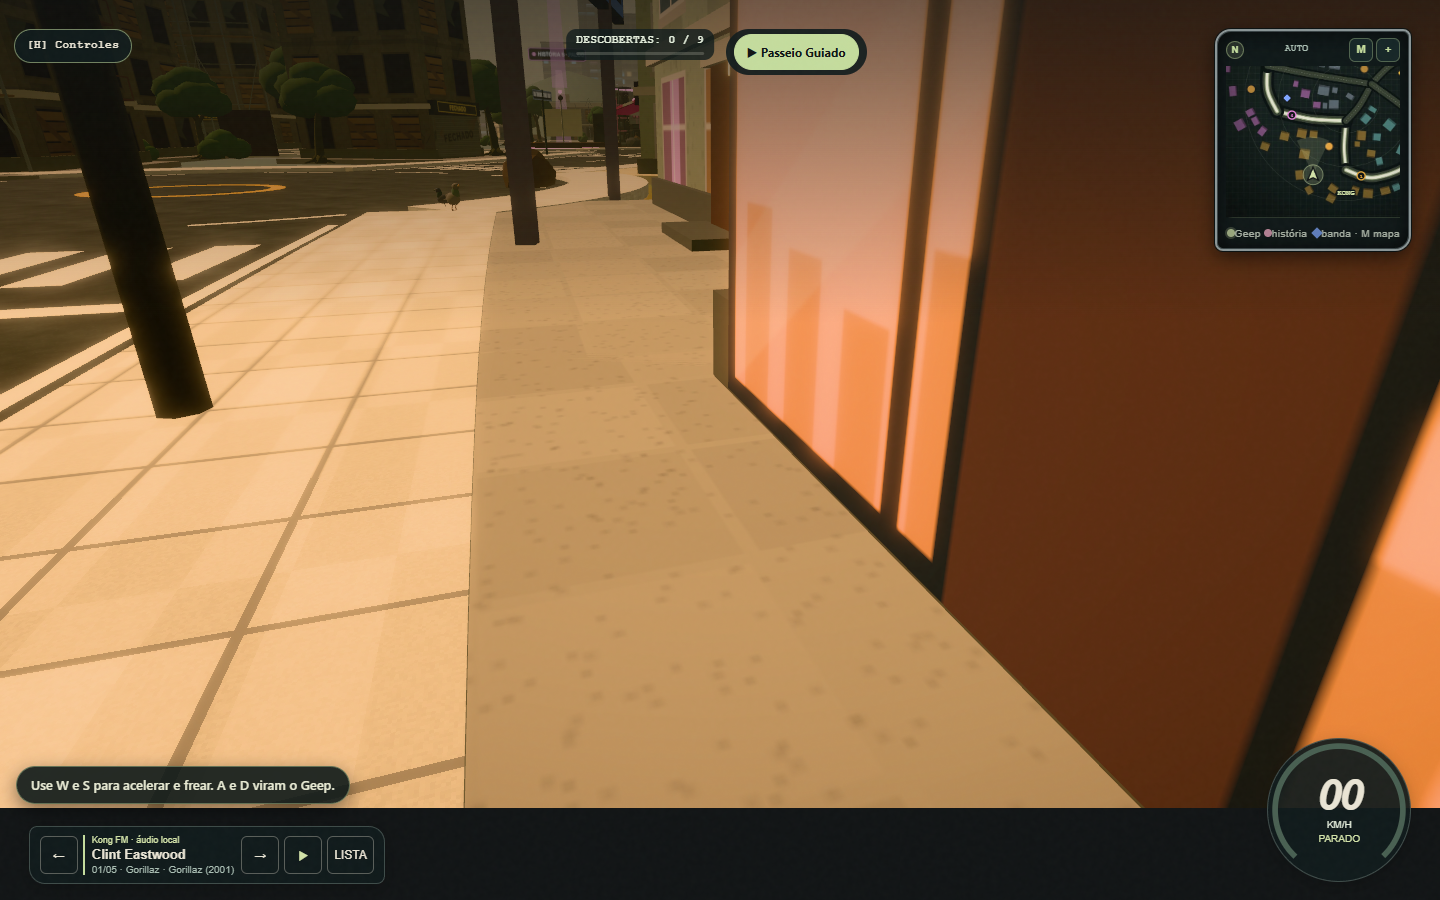 [H] Controles
DESCOBERTAS: 0 / 9
▶ Passeio Guiado
N
AUTO
M
+
KONG
Geep
história
banda · M mapa
Use W e S para acelerar e frear. A e D viram o Geep.
Kong FM · áudio local
Clint Eastwood
01/05 · Gorillaz · Gorillaz (2001)
LISTA
00
KM/H
PARADO